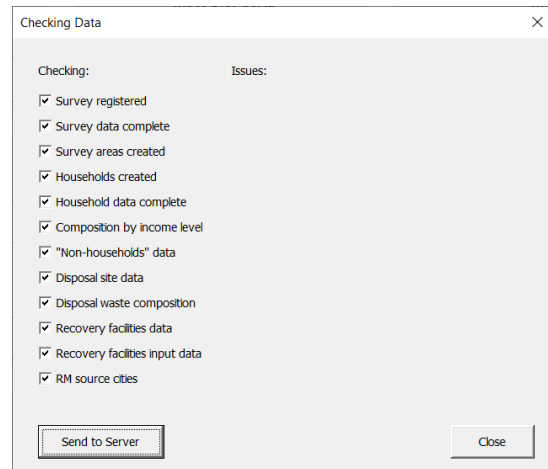 Checking Data
Checking: Issues:
Survey registered
Survey data complete
Survey areas created
Households created
Household data complete
Composition by income level
"Non-households" data
Disposal site data
Disposal waste composition
Recovery facilities data
Recovery facilities input data
RM source cities
Send to Server Close